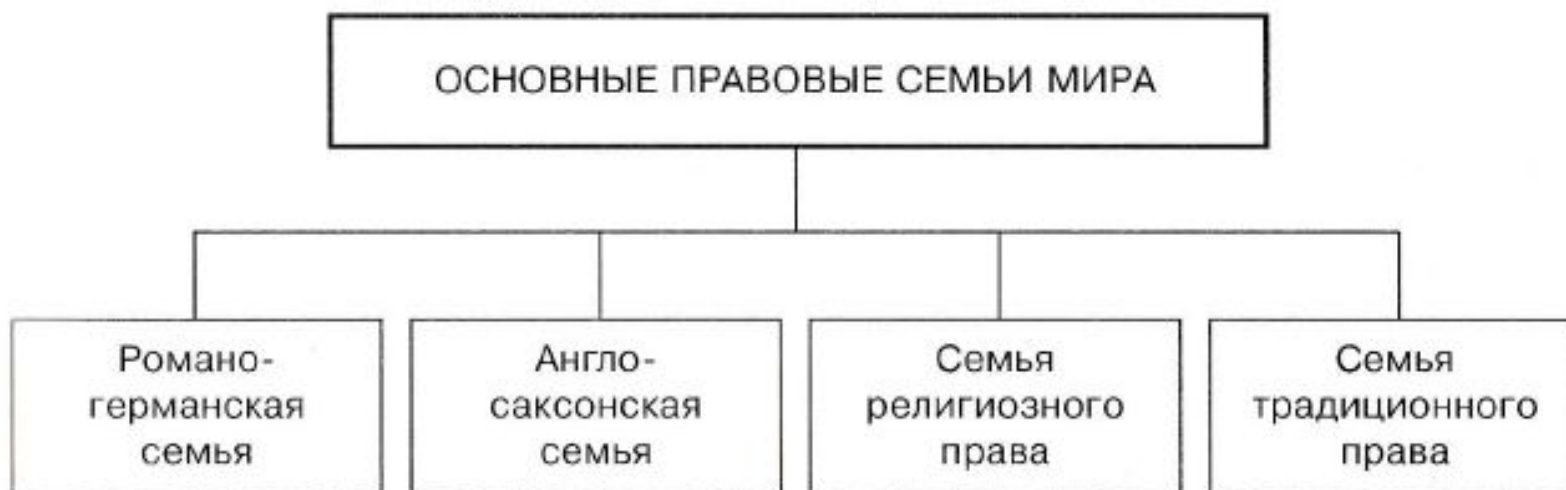 ОСНОВНЫЕ ПРАВОВЫЕ СЕМЬИ МИРА
Романо-
германская
семья
Англо-
саксонская
семья
Семья
религиозного
права
Семья
традиционного
права